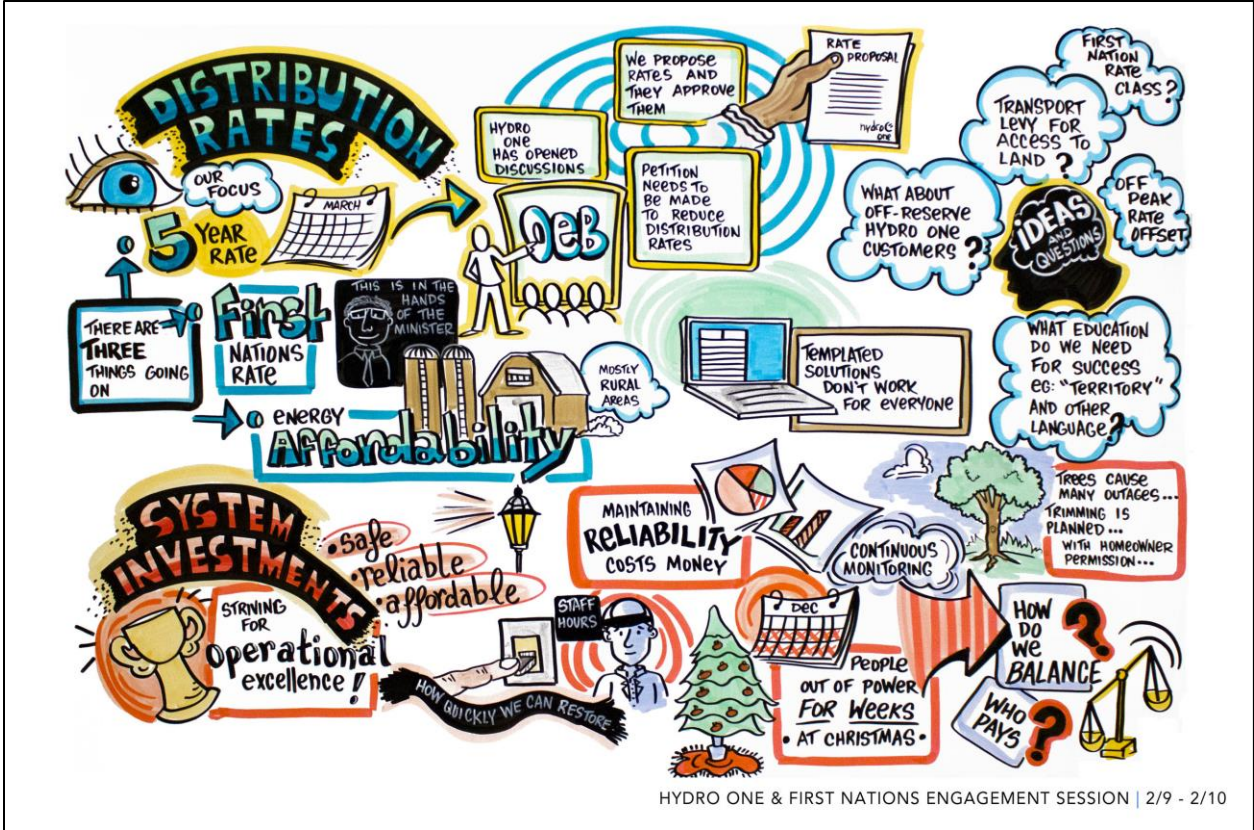 DISTRIBUTION
RATES
OUR
FOCUS
5 YEAR
RATE
MARCH
HYDRO
ONE
HAS OPENED
DISCUSSIONS
WE PROPOSE
RATES AND
THEY APPROVE
THEM
RATE
PROPOSAL
hydro
one
PETITION
NEEDS TO
BE MADE
TO REDUCE
DISTRIBUTION
RATES
OEB
FIRST
NATION
RATE
CLASS?
TRANSPORT
LEVY FOR
ACCESS TO
LAND?
WHAT ABOUT
OFF-RESERVE
HYDRO ONE
CUSTOMERS?
OFF
PEAK
RATE
OFFSET
IDEAS
AND
QUESTIONS
WHAT EDUCATION
DO WE NEED
FOR SUCCESS
EG: "TERRITORY"
AND OTHER
LANGUAGE?
THERE ARE
THREE
THINGS GOING
ON
First
NATIONS
RATE
THIS IS IN THE
HANDS
OF THE
MINISTER
MOSTLY
RURAL
AREAS
ENERGY
Affordability
TEMPLATED
SOLUTIONS
DON'T WORK
FOR EVERYONE
SYSTEM
INVESTMENTS
•safe
•reliable
•affordable
STRIVING
FOR
operational
excellence!
STAFF
HOURS
HOW QUICKLY WE CAN RESTORE
MAINTAINING
RELIABILITY
COSTS MONEY
CONTINUOUS
MONITORING
TREES CAUSE
MANY OUTAGES...
TRIMMING IS
PLANNED...
WITH HOMEOWNER
PERMISSION...
DEC
PEOPLE
OUT OF POWER
FOR WEEKS
• AT CHRISTMAS •
HOW
DO
WE
BALANCE?
WHO
PAYS?
HYDRO ONE & FIRST NATIONS ENGAGEMENT SESSION | 2/9 - 2/10